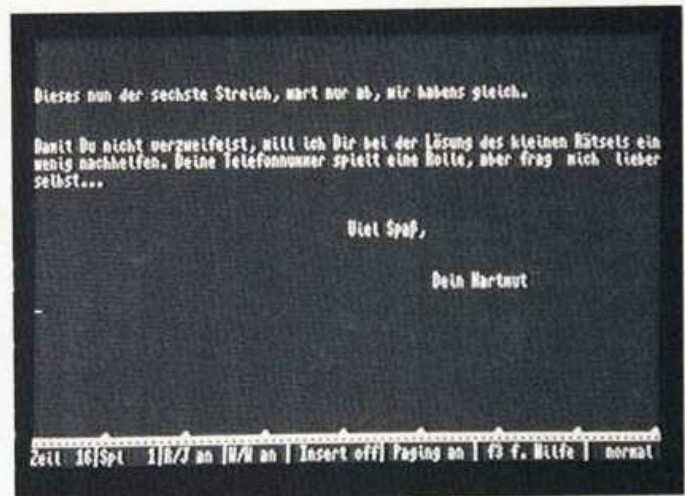 Dieses nun der sechste Streich, wart nur ab, wir habens gleich.
Damit Du nicht verzweifelst, will ich Dir bei der Lösung des kleinen Rätsels ein
wenig nachhelfen. Deine Telefonnummer spielt eine Rolle, aber frag mich lieber
selbst...
Viel Spaß,
Dein Hartmut
Zeil 16|Spl 1|R/J an |W/W an | Insert off| Paging an | f3 f. Hilfe | normal